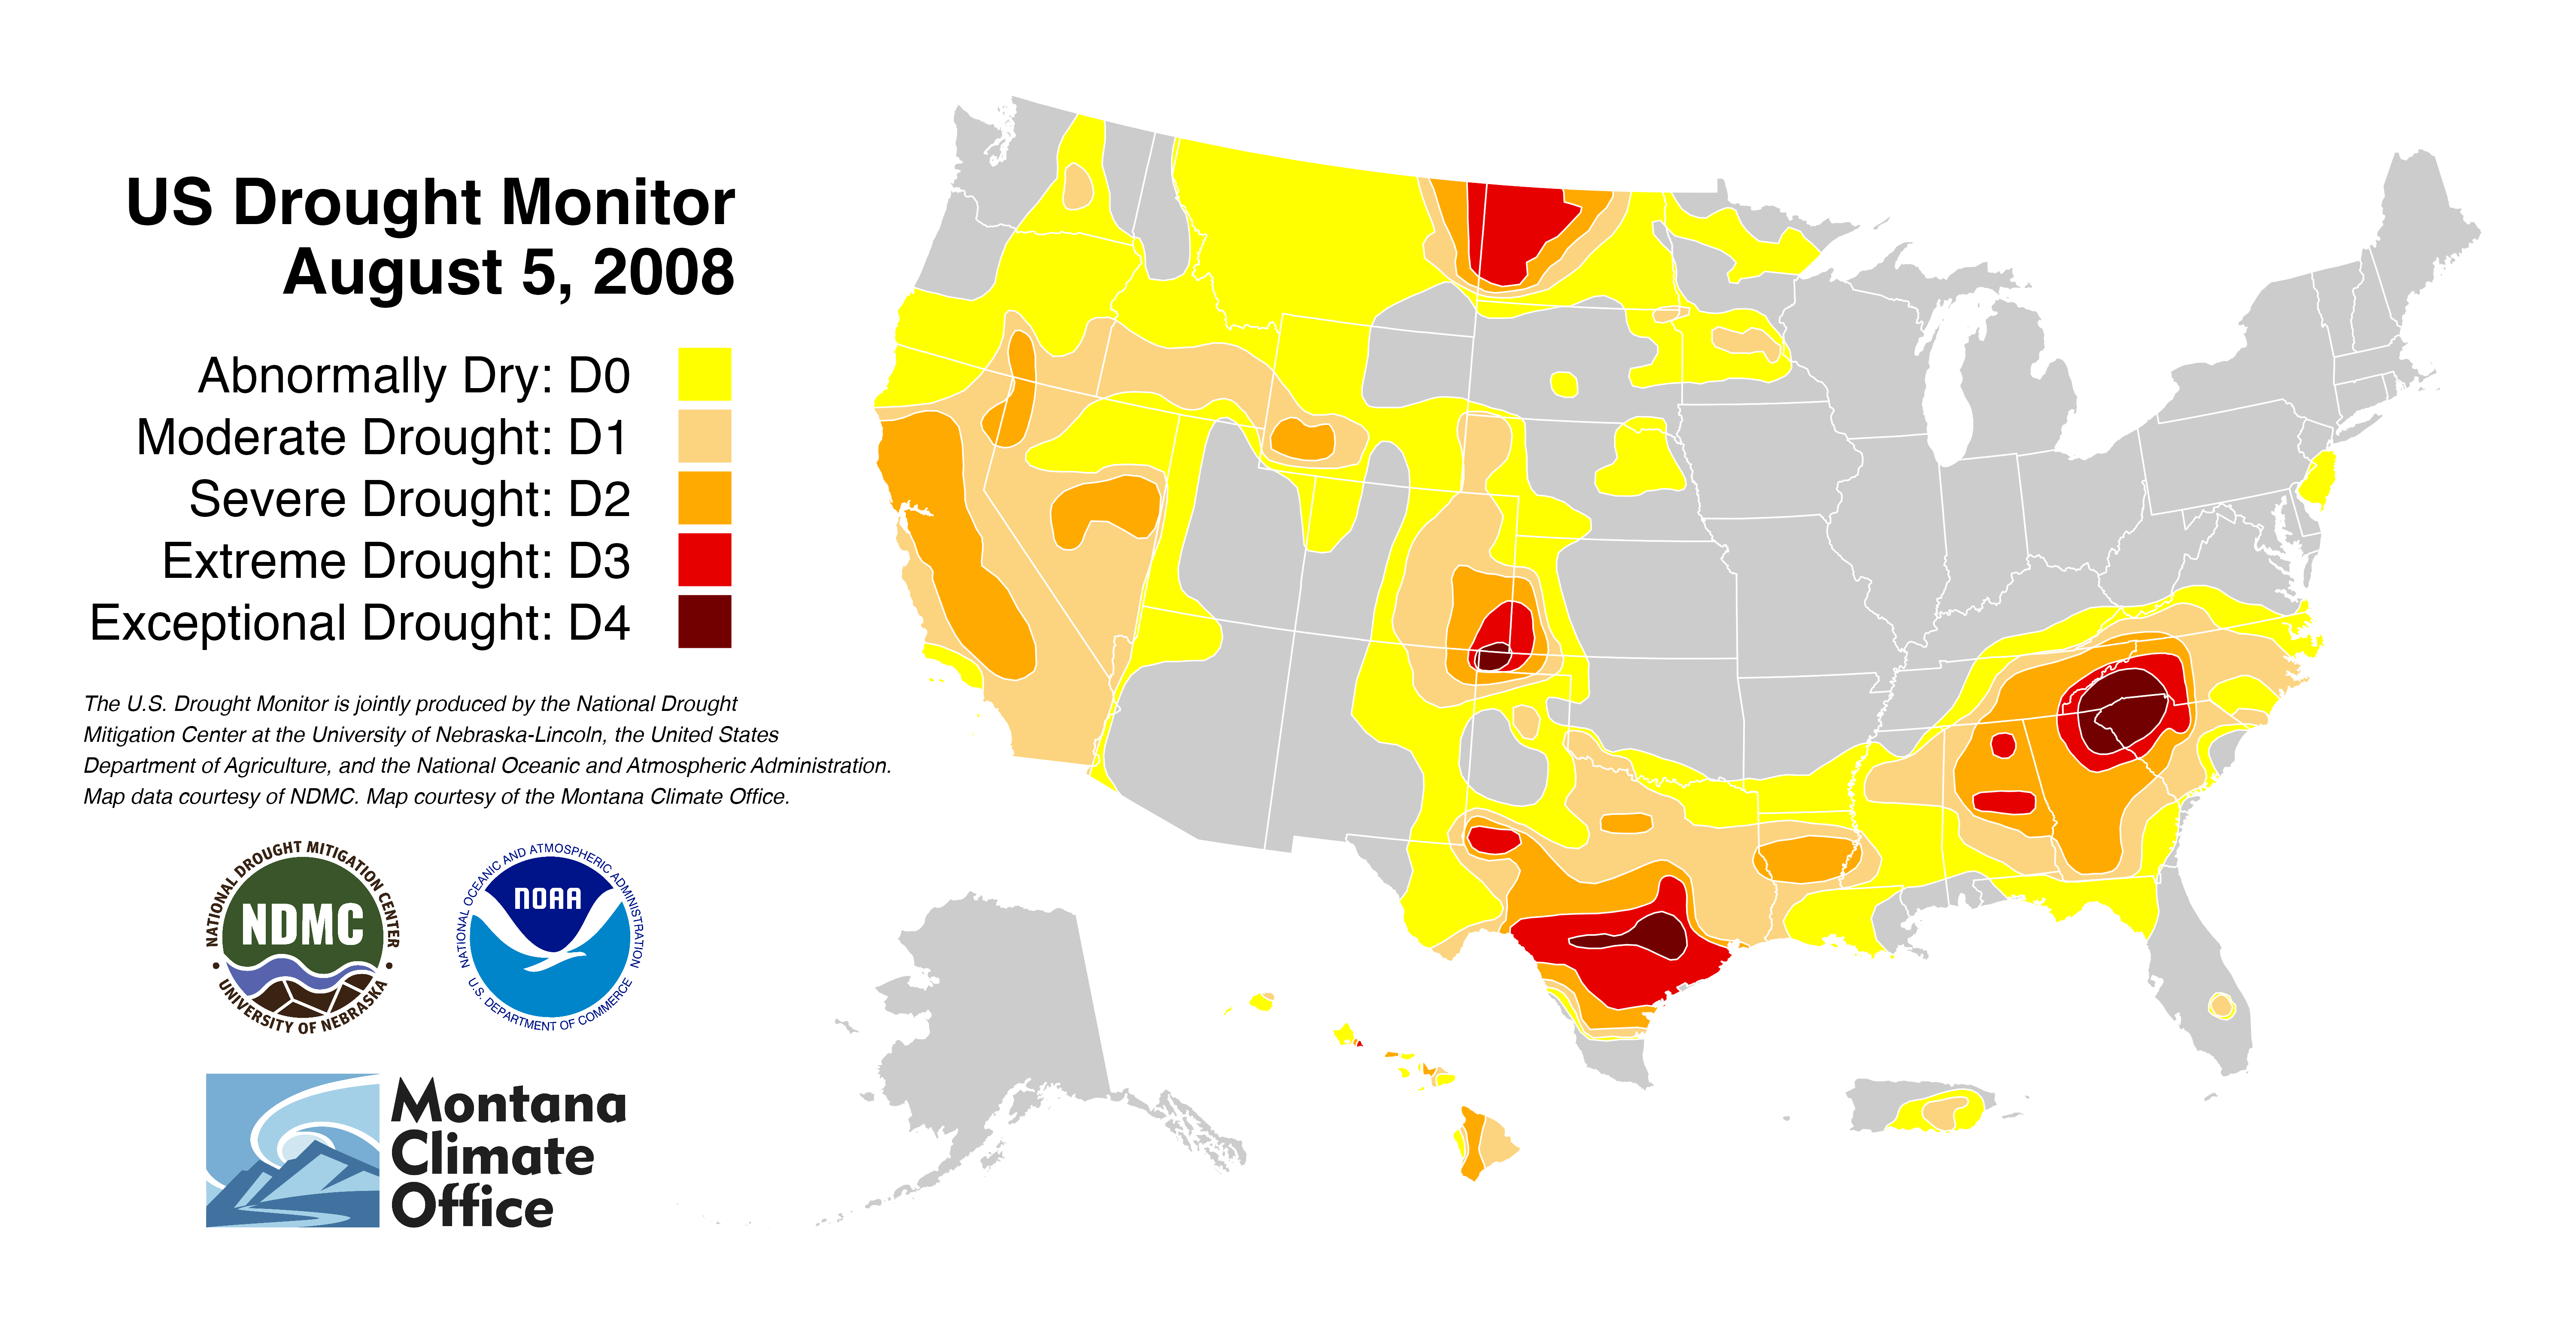 US Drought Monitor
August 5, 2008
Abnormally Dry: D0
Moderate Drought: D1
Severe Drought: D2
Extreme Drought: D3
Exceptional Drought: D4
The U.S. Drought Monitor is jointly produced by the National Drought
Mitigation Center at the University of Nebraska-Lincoln, the United States
Department of Agriculture, and the National Oceanic and Atmospheric Administration.
Map data courtesy of NDMC. Map courtesy of the Montana Climate Office.
NATIONAL DROUGHT MITIGATION CENTER
NDMC
• UNIVERSITY OF NEBRASKA •
NATIONAL OCEANIC AND ATMOSPHERIC ADMINISTRATION
NOAA
U.S. DEPARTMENT OF COMMERCE
Montana
Climate
Office